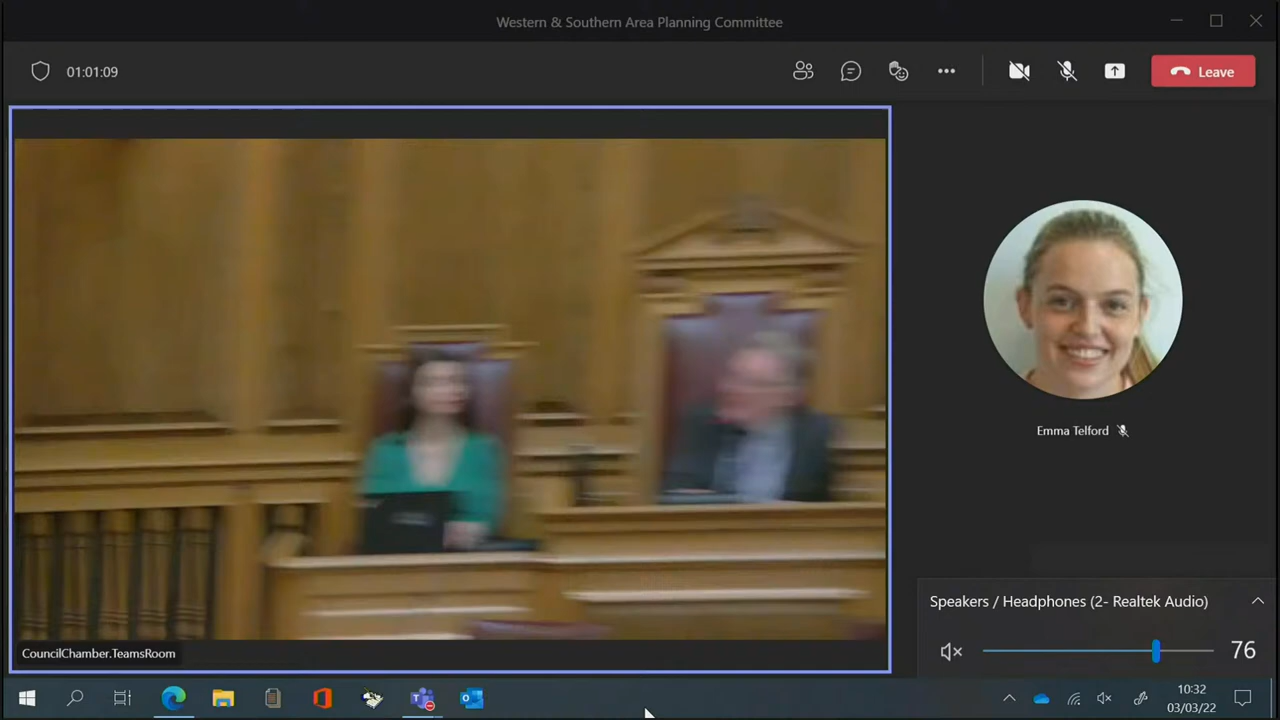 Western & Southern Area Planning Committee
01:01:09
Leave
Emma Telford
Speakers / Headphones (2- Realtek Audio)
76
CouncilChamber.TeamsRoom
10:32
03/03/22